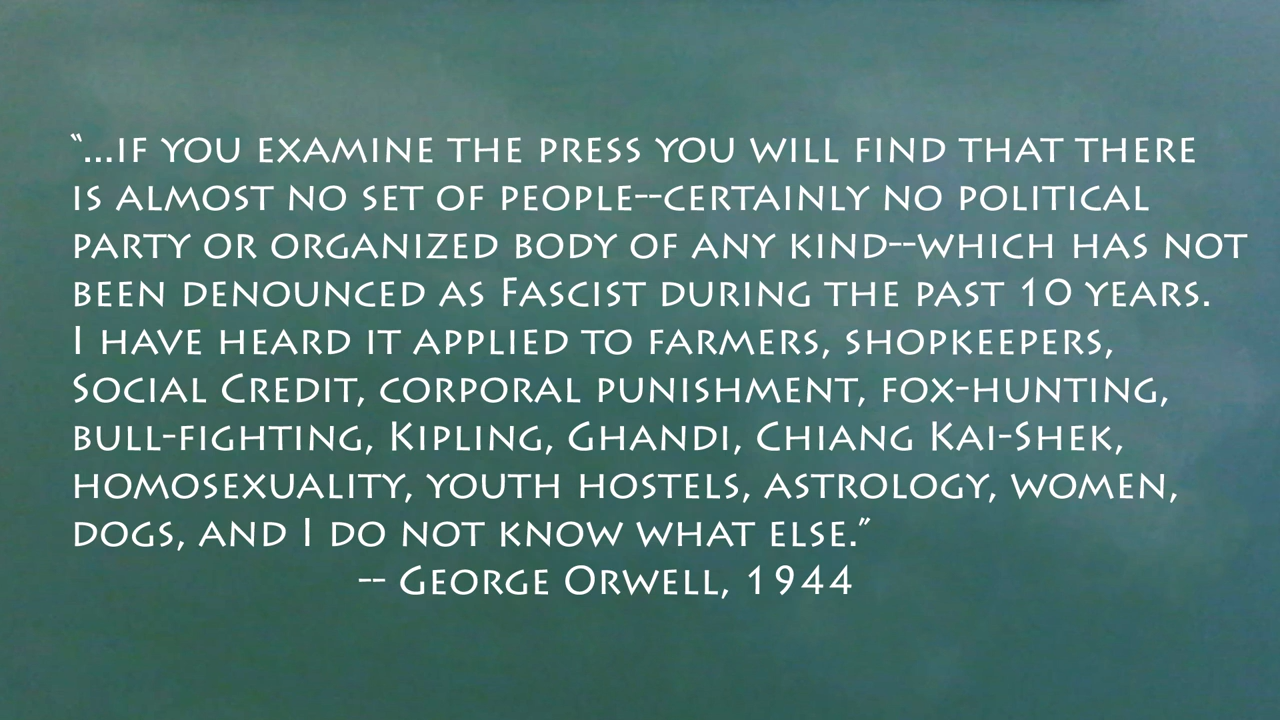 “...if you examine the press you will find that there
is almost no set of people--certainly no political
party or organized body of any kind--which has not
been denounced as Fascist during the past 10 years.
I have heard it applied to farmers, shopkeepers,
Social Credit, corporal punishment, fox-hunting,
bull-fighting, Kipling, Ghandi, Chiang Kai-Shek,
homosexuality, youth hostels, astrology, women,
dogs, and I do not know what else.”
-- George Orwell, 1944